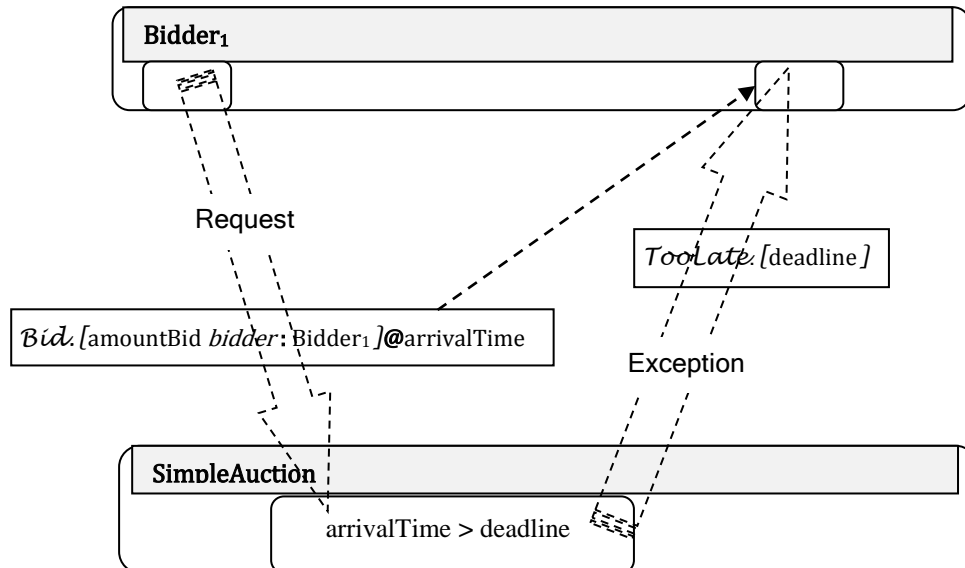 Bidder₁
Request
TooLate.[deadline]
Bid.[amountBid bidder: Bidder₁]@arrivalTime
Exception
SimpleAuction
arrivalTime > deadline